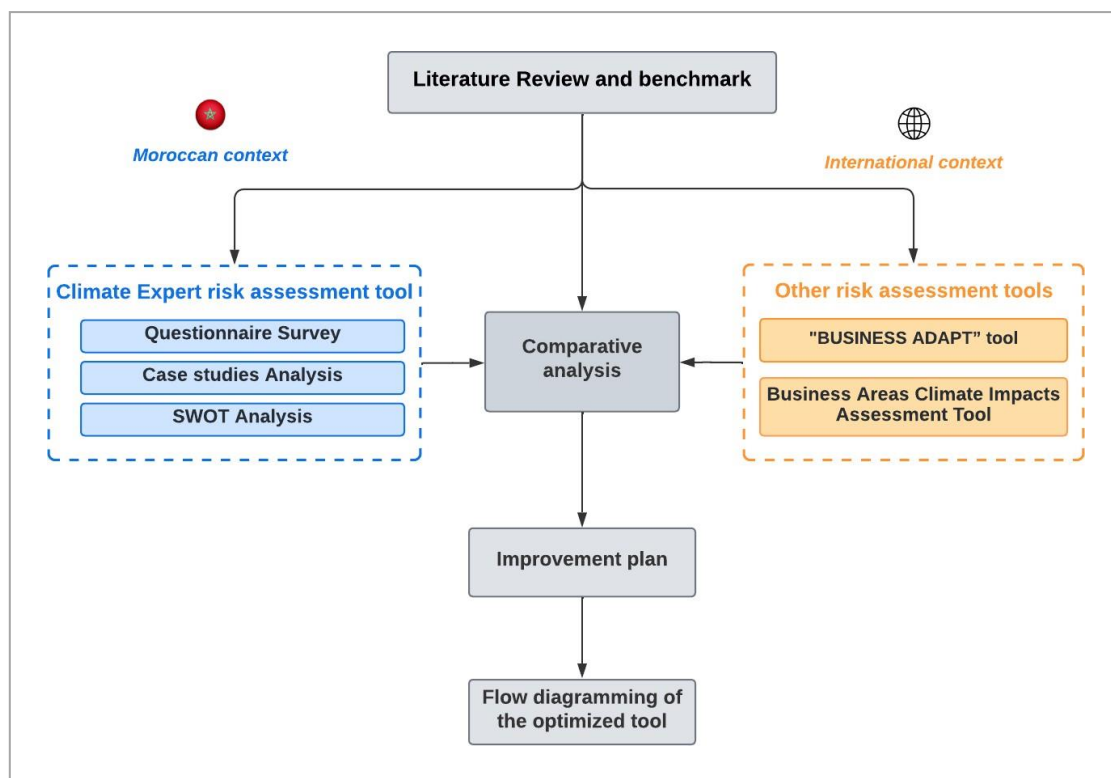 Literature Review and benchmark
Moroccan context
International context
Climate Expert risk assessment tool
Questionnaire Survey
Case studies Analysis
SWOT Analysis
Comparative
analysis
Other risk assessment tools
"BUSINESS ADAPT” tool
Business Areas Climate Impacts
Assessment Tool
Improvement plan
Flow diagramming of
the optimized tool